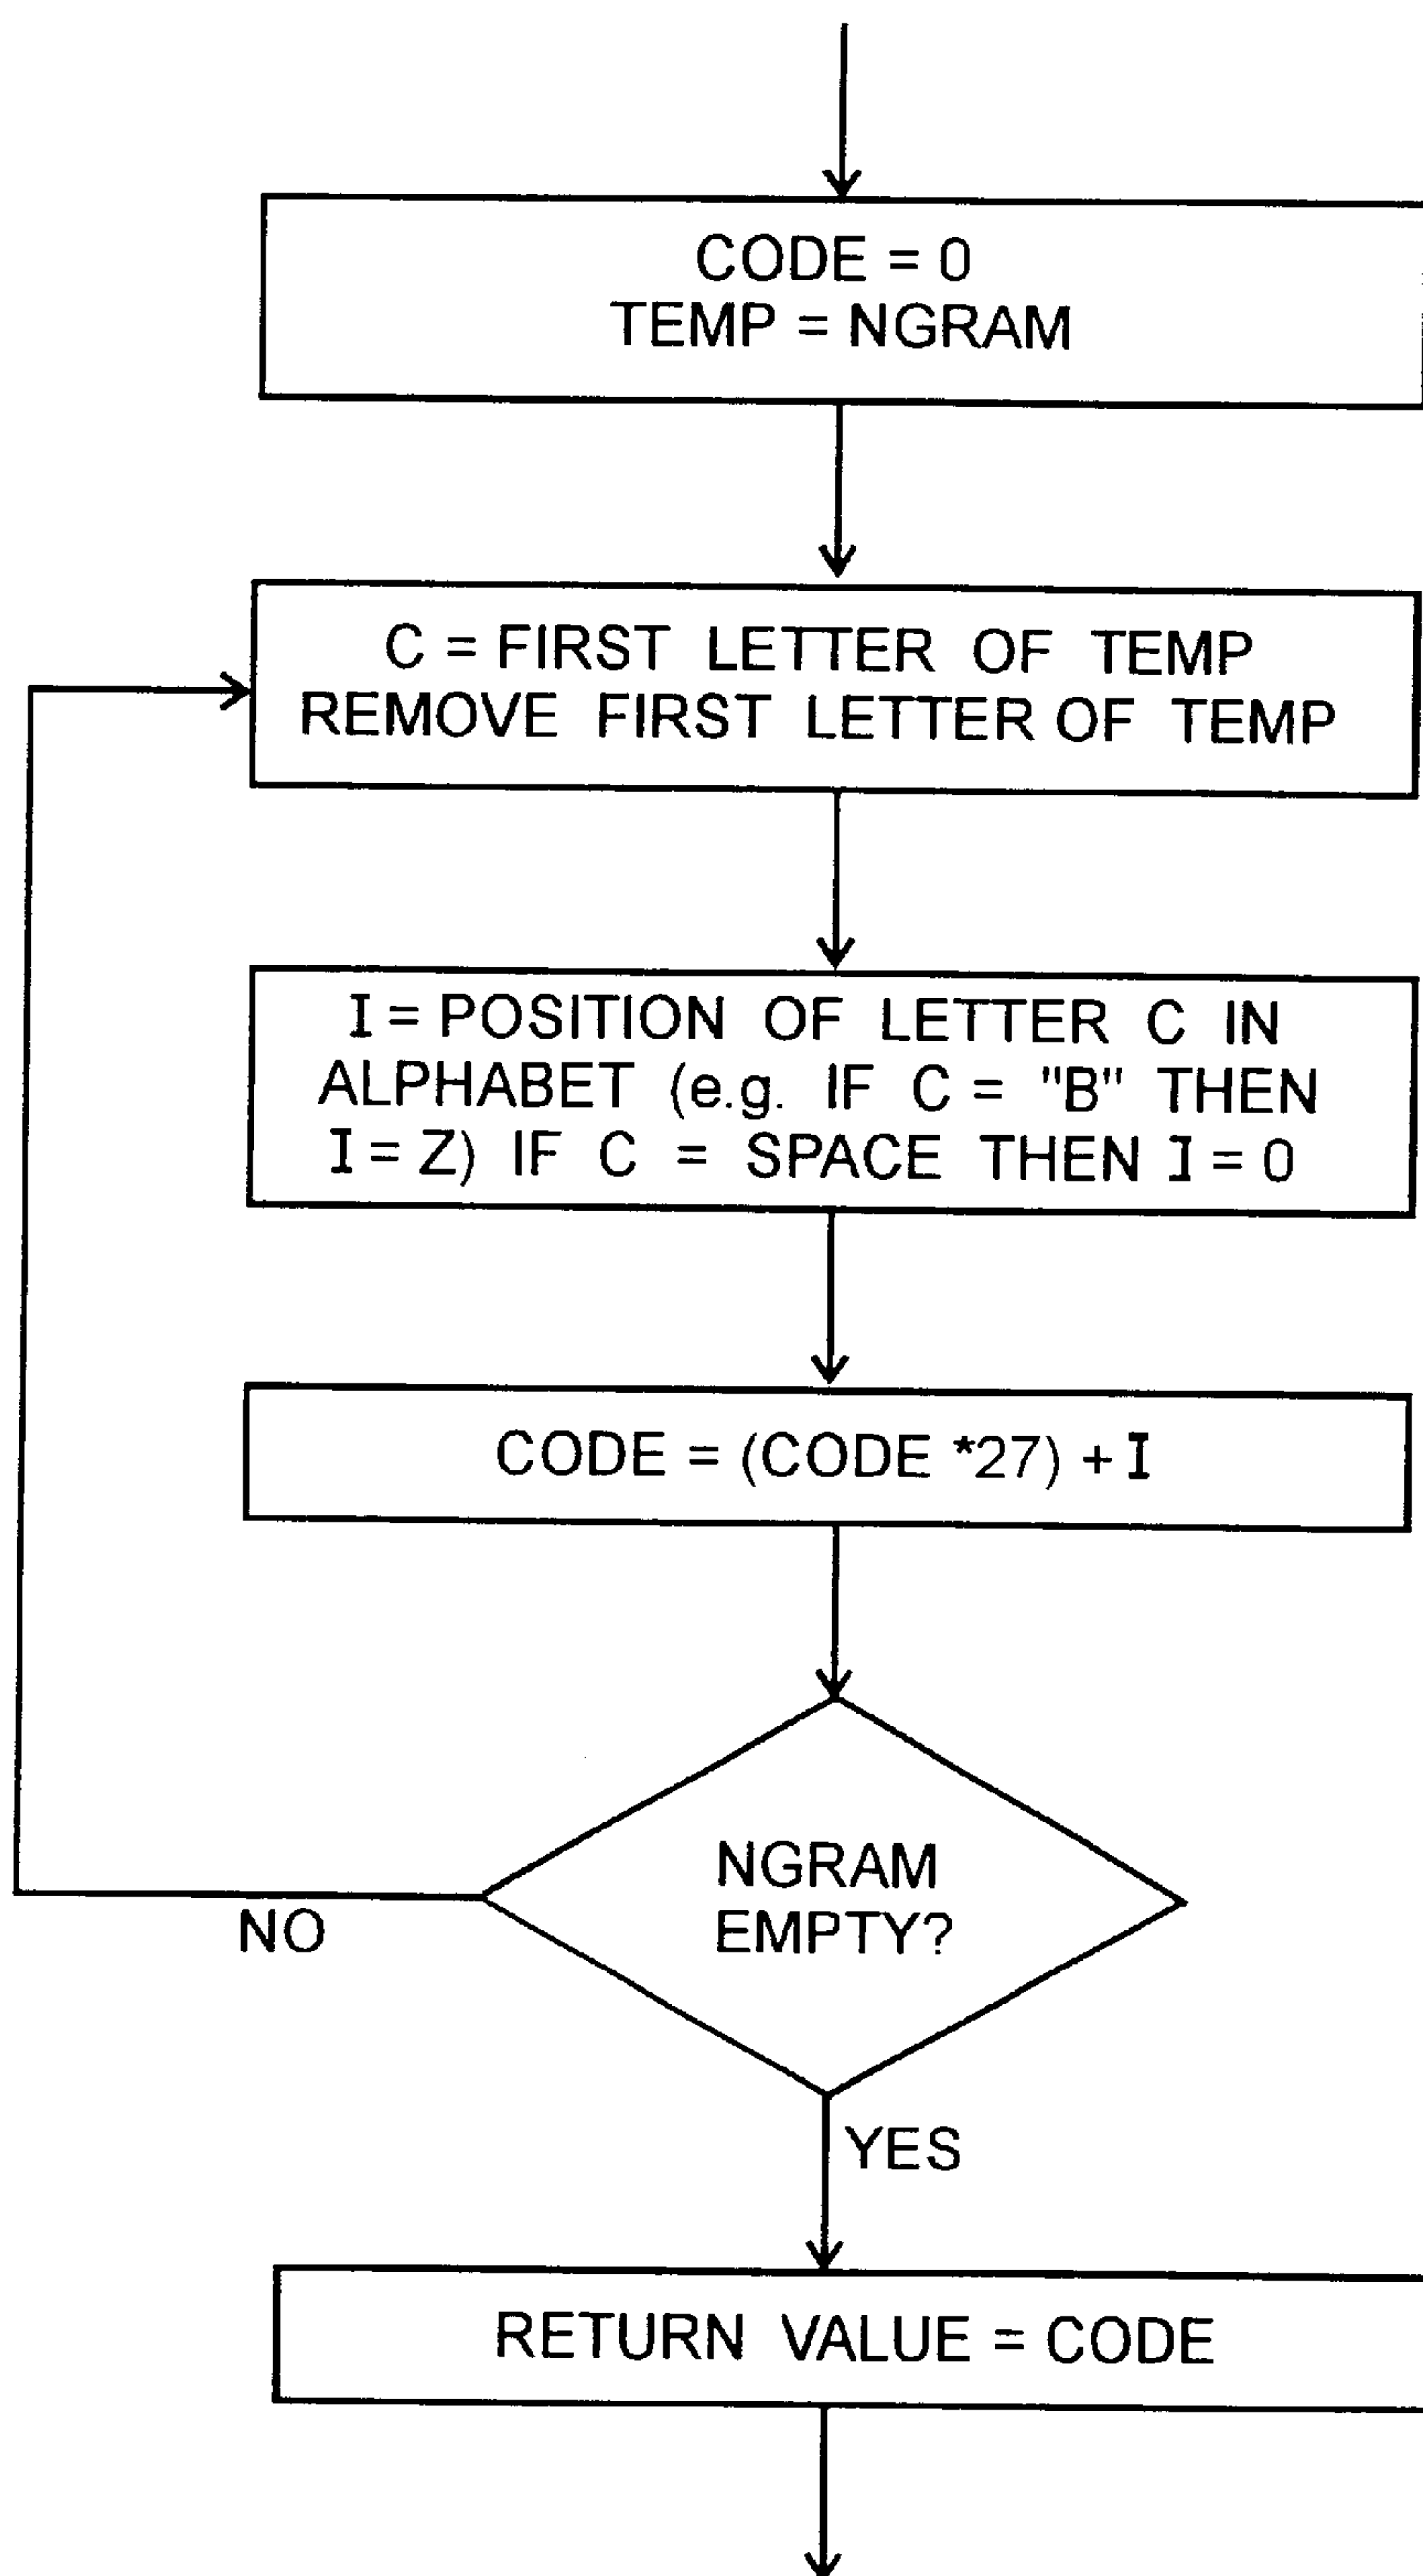 CODE = 0
TEMP = NGRAM
C = FIRST LETTER OF TEMP
REMOVE FIRST LETTER OF TEMP
I = POSITION OF LETTER C IN
ALPHABET (e.g. IF C = "B" THEN
I = Z) IF C = SPACE THEN I = 0
CODE = (CODE *27) + I
NGRAM
EMPTY?
NO
YES
RETURN VALUE = CODE